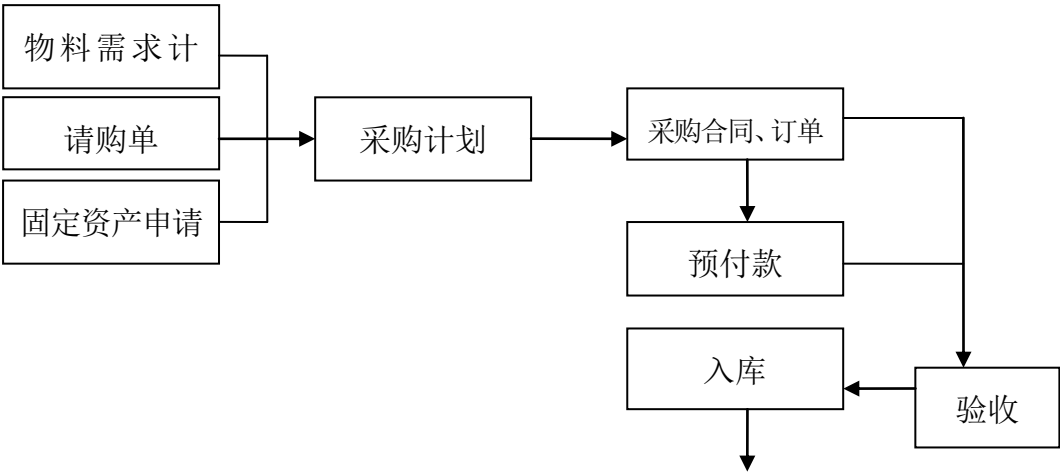 物料需求计
请购单
固定资产申请
采购计划
采购合同、订单
预付款
入库
验收